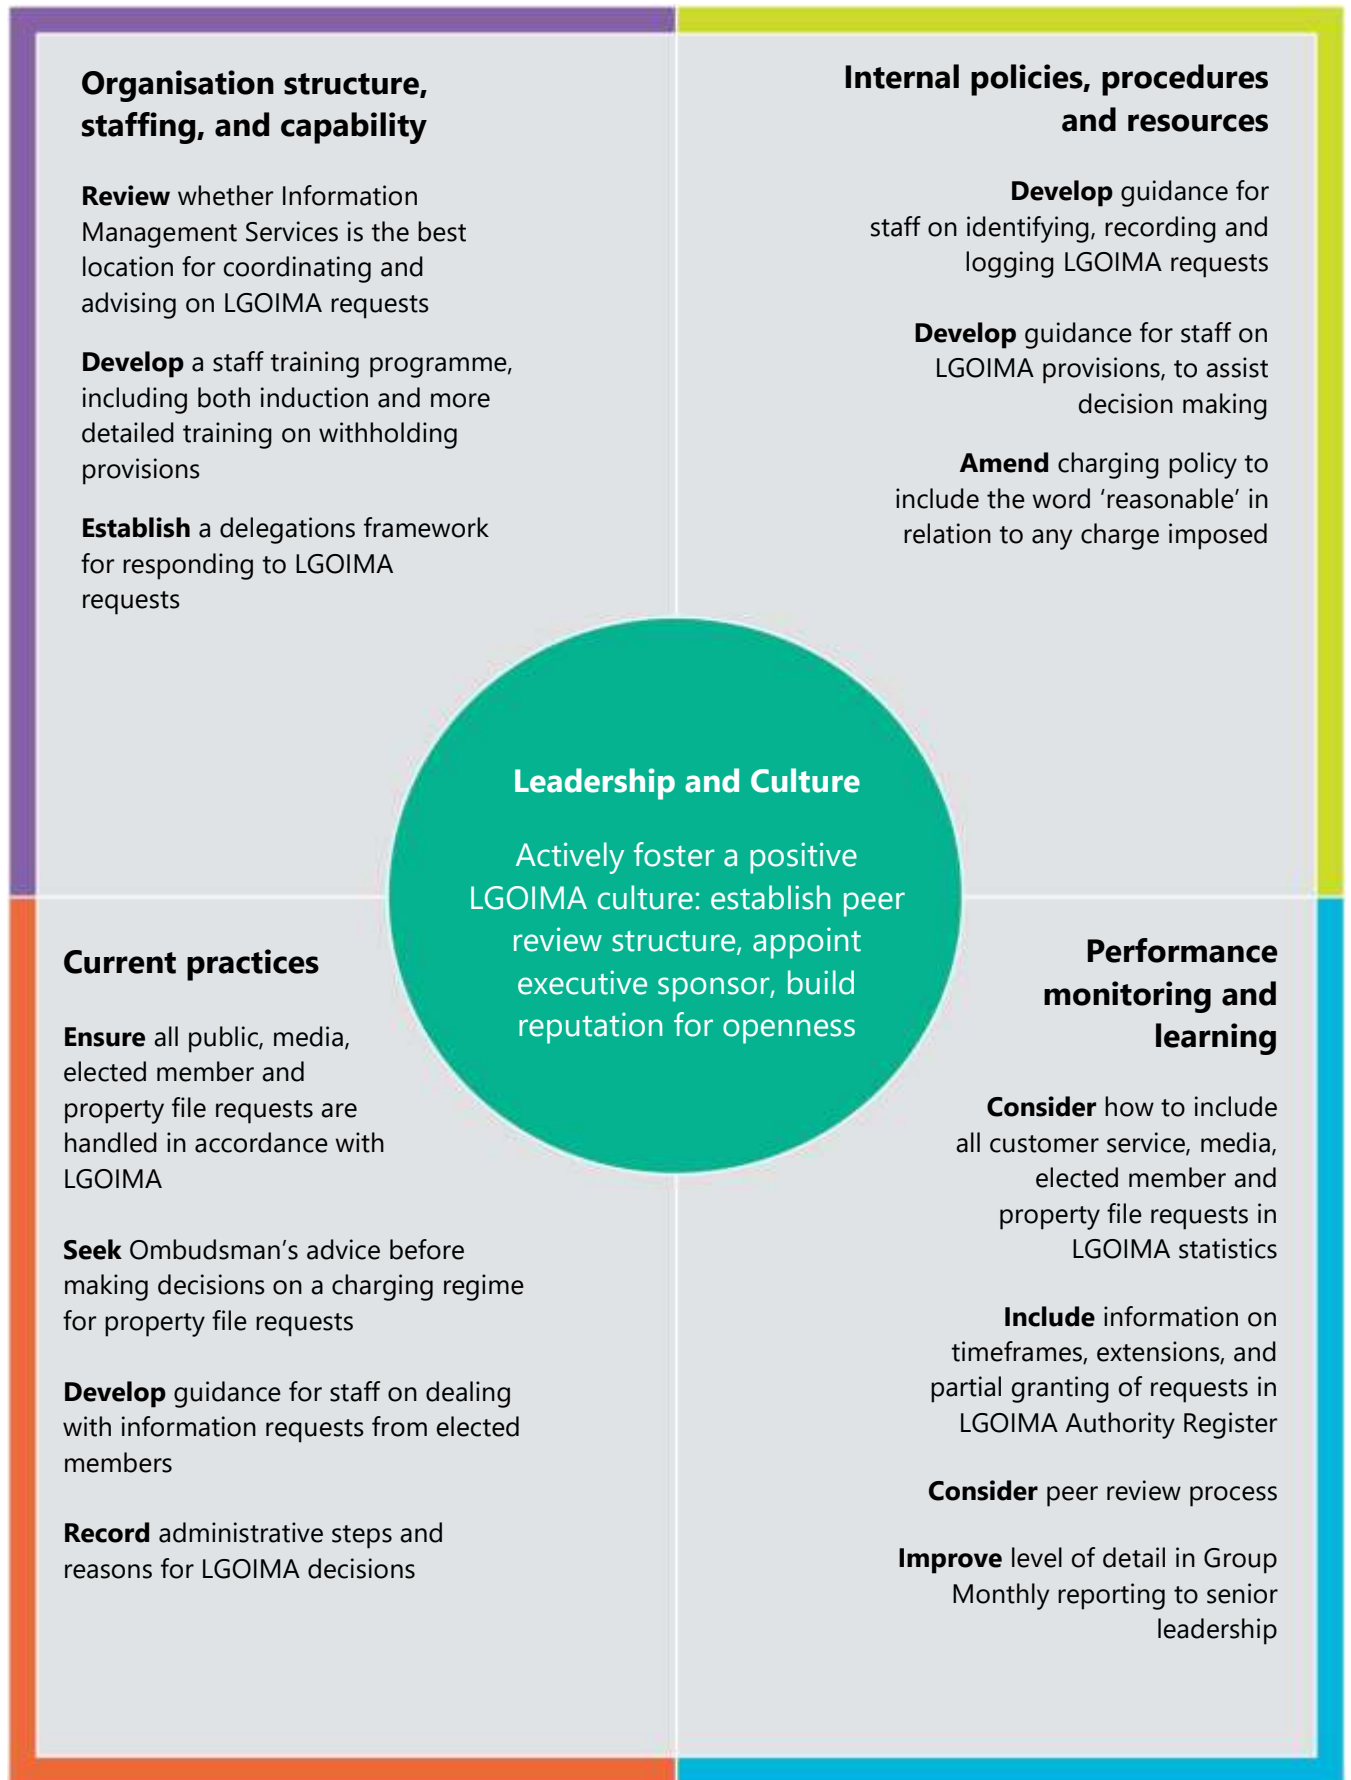 Organisation structure,
staffing, and capability
Review whether Information
Management Services is the best
location for coordinating and
advising on LGOIMA requests
Develop a staff training programme,
including both induction and more
detailed training on withholding
provisions
Establish a delegations framework
for responding to LGOIMA
requests
Internal policies, procedures
and resources
Develop guidance for
staff on identifying, recording and
logging LGOIMA requests
Develop guidance for staff on
LGOIMA provisions, to assist
decision making
Amend charging policy to
include the word ‘reasonable’ in
relation to any charge imposed
Leadership and Culture
Actively foster a positive
LGOIMA culture: establish peer
review structure, appoint
executive sponsor, build
reputation for openness
Current practices
Ensure all public, media,
elected member and
property file requests are
handled in accordance with
LGOIMA
Seek Ombudsman’s advice before
making decisions on a charging regime
for property file requests
Develop guidance for staff on dealing
with information requests from elected
members
Record administrative steps and
reasons for LGOIMA decisions
Performance
monitoring and
learning
Consider how to include
all customer service, media,
elected member and
property file requests in
LGOIMA statistics
Include information on
timeframes, extensions, and
partial granting of requests in
LGOIMA Authority Register
Consider peer review process
Improve level of detail in Group
Monthly reporting to senior
leadership